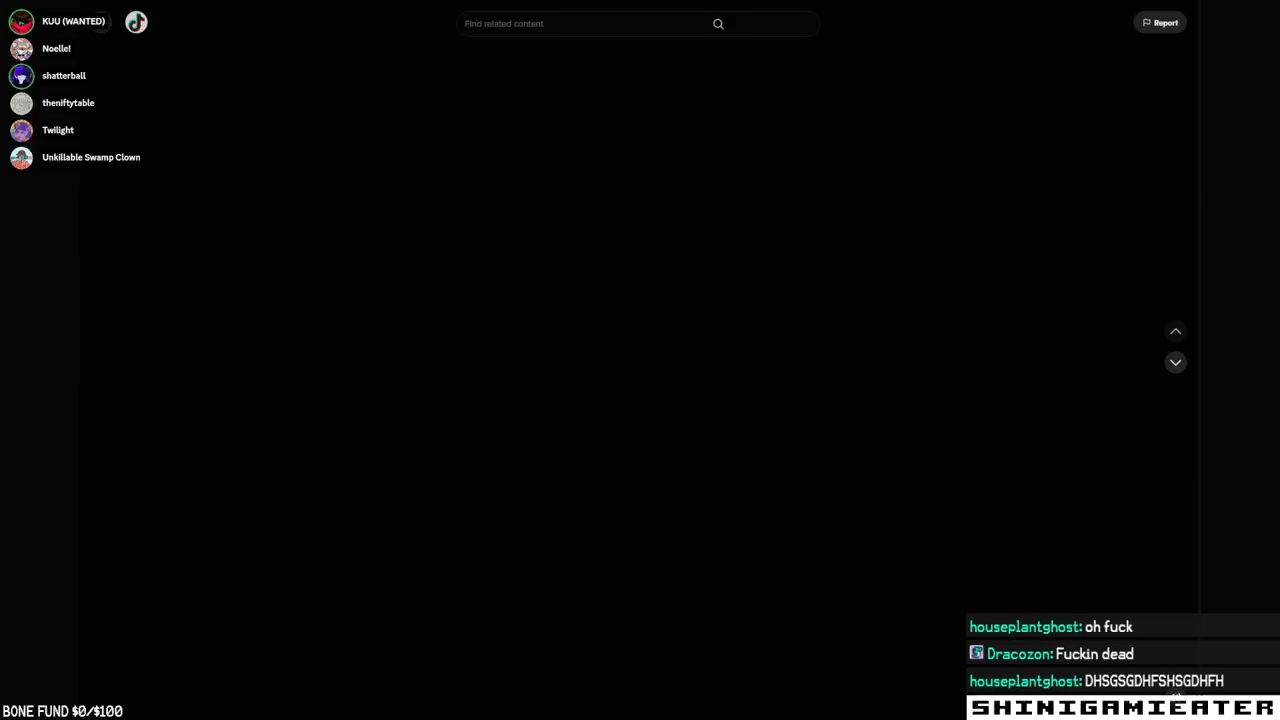 KUU (WANTED)
Find related content
Report
Noelle!
shatterball
theniftytable
Twilight
Unkillable Swamp Clown
houseplantghost: oh fuck
Dracozon: Fuckin dead
houseplantghost: DHSGSGDHFSHSGDHFH
BONE FUND $0/$100
SHINIGAMIEATER